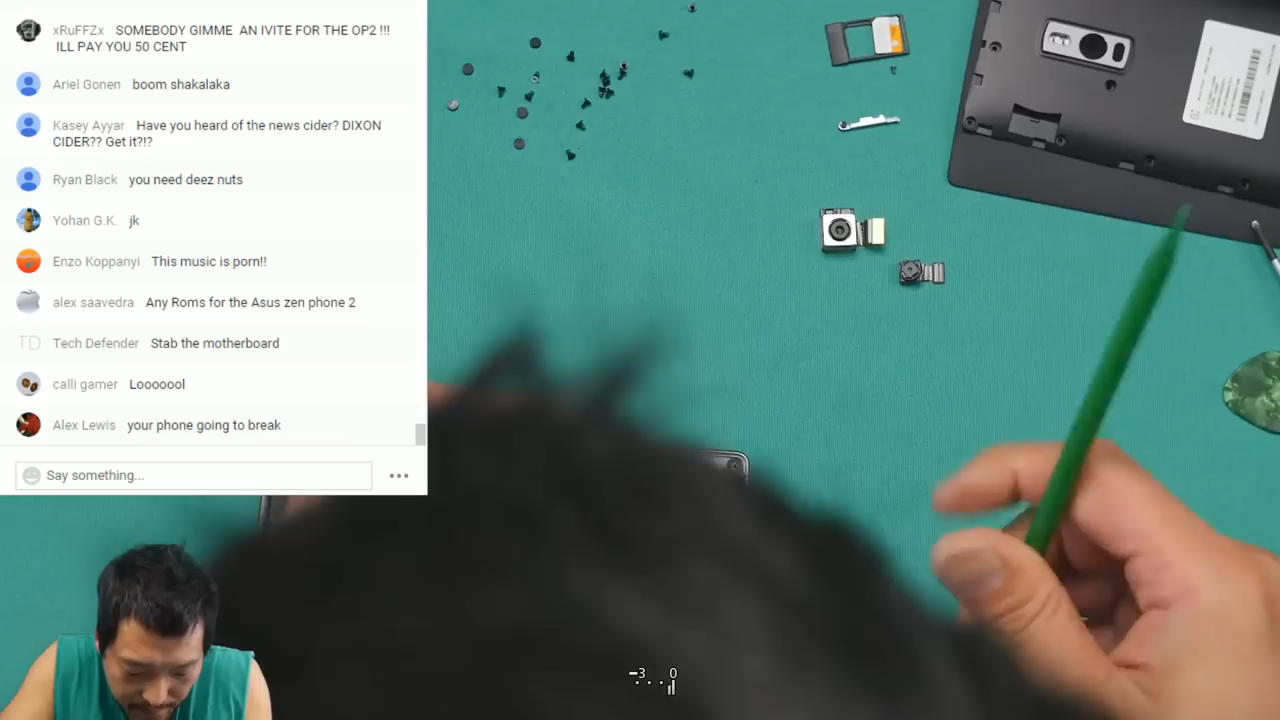 xRuFFZx SOMEBODY GIMME AN IVITE FOR THE OP2 !!!
ILL PAY YOU 50 CENT
Ariel Gonen boom shakalaka
Kasey Ayyar Have you heard of the news cider? DIXON
CIDER?? Get it?!?
Ryan Black you need deez nuts
Yohan G.K. jk
Enzo Koppanyi This music is porn!!
alex saavedra Any Roms for the Asus zen phone 2
TD Tech Defender Stab the motherboard
calli gamer Looooool
Alex Lewis your phone going to break
Say something...
-3 0